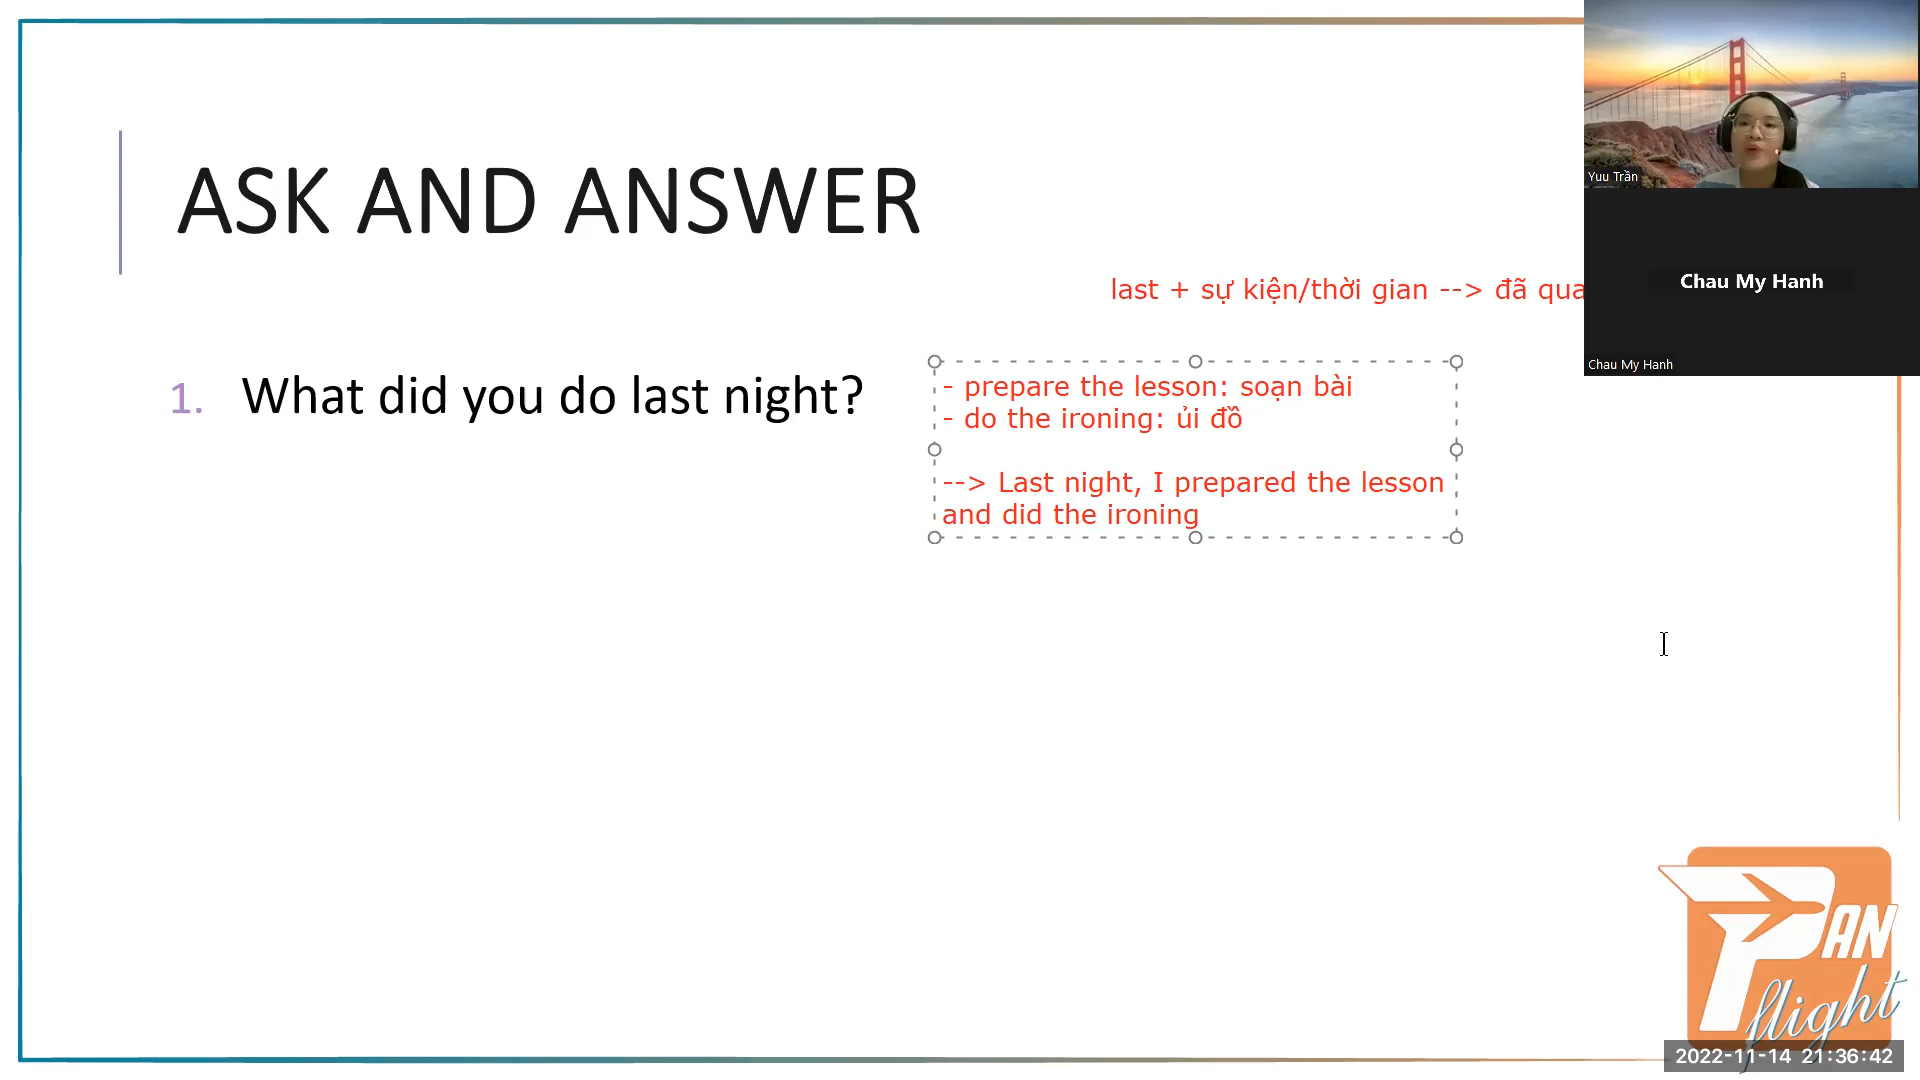 ASK AND ANSWER
last + sự kiện/thời gian --> đã qua
1. What did you do last night?
- prepare the lesson: soạn bài
- do the ironing: ủi đồ
--> Last night, I prepared the lesson
and did the ironing
Yuu Trần
Chau My Hanh
Chau My Hanh
PAN
flight
2022-11-14 21:36:42